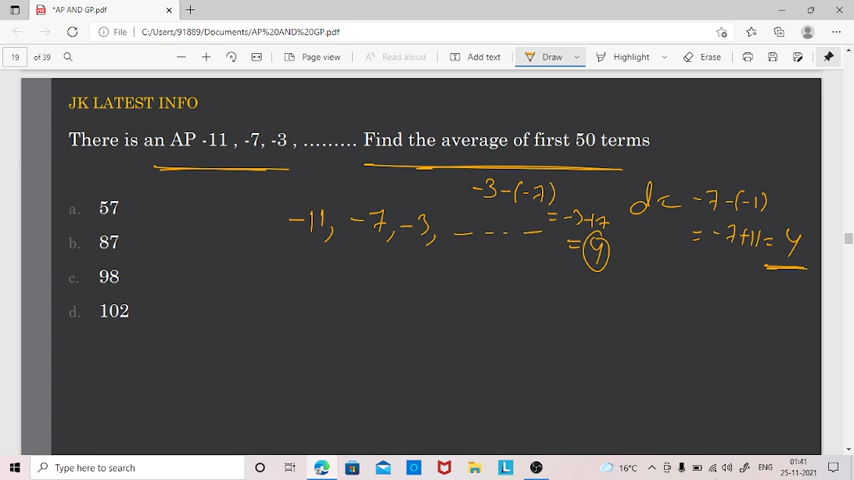 *AP AND GP.pdf
File | C:/Users/91889/Documents/AP%20AND%20GP.pdf
19 of 39 Page view Read aloud Add text Draw Highlight Erase
JK LATEST INFO
There is an AP -11 , -7, -3 , ……… Find the average of first 50 terms
a. 57
b. 87
c. 98
d. 102
-11, -7, -3, ----
-3-(-7)
= -3+7
= 4
d = -7-(-1)
= -7+11 = 4
Type here to search
16°C ENG 01:41
25-11-2021